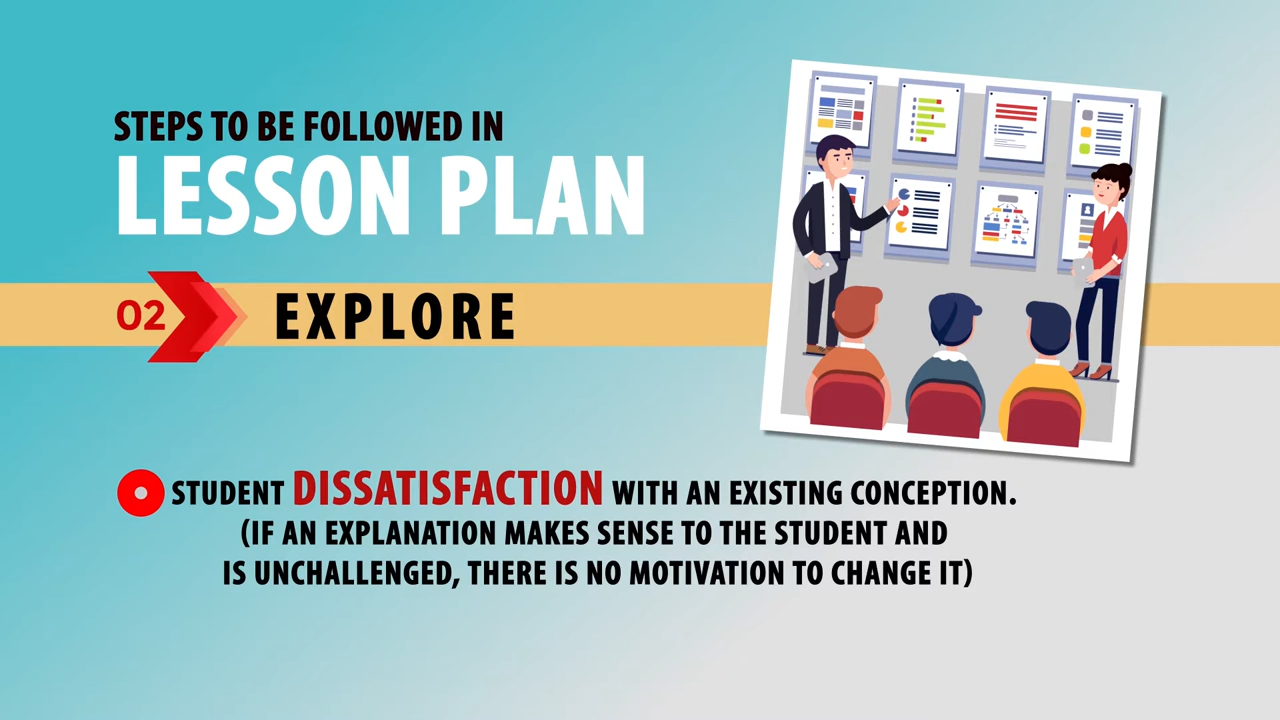 STEPS TO BE FOLLOWED IN
LESSON PLAN
02
EXPLORE
STUDENT DISSATISFACTION WITH AN EXISTING CONCEPTION.
(IF AN EXPLANATION MAKES SENSE TO THE STUDENT AND
IS UNCHALLENGED, THERE IS NO MOTIVATION TO CHANGE IT)